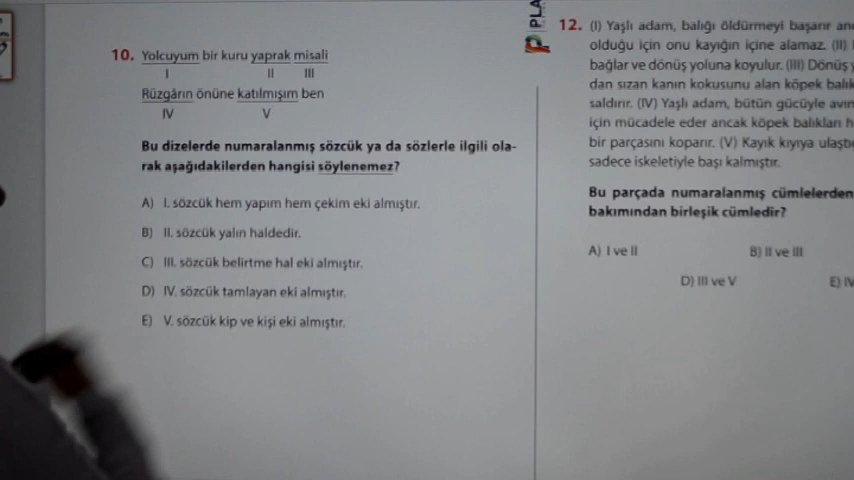 10. Yolcuyum bir kuru yaprak misali
I II III
Rüzgârın önüne katılmışım ben
IV V
Bu dizelerde numaralanmış sözcük ya da sözlerle ilgili ola-
rak aşağıdakilerden hangisi söylenemez?
A) I. sözcük hem yapım hem çekim eki almıştır.
B) II. sözcük yalın haldedir.
C) III. sözcük belirtme hal eki almıştır.
D) IV. sözcük tamlayan eki almıştır.
E) V. sözcük kip ve kişi eki almıştır.
PLA
12. (I) Yaşlı adam, balığı öldürmeyi başarır
olduğu için onu kayığın içine alamaz. (II)
bağlar ve dönüş yoluna koyulur. (III) Dönüş
dan sızan kanın kokusunu alan köpek
saldırır. (IV) Yaşlı adam, bütün gücüyle
için mücadele eder ancak köpek balıkları
bir parçasını koparır. (V) Kayık kıyıya
sadece iskeletiyle başı kalmıştır.
Bu parçada numaralanmış cümlelerden
bakımından birleşik cümledir?
A) I ve II B) II ve III
D) III ve V E)